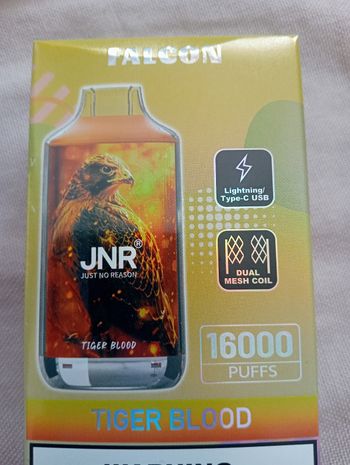 FALCON
Lightning/
Type-C USB
JNR®
JUST NO REASON
DUAL
MESH COIL
TIGER BLOOD
16000
PUFFS
TIGER BLOOD